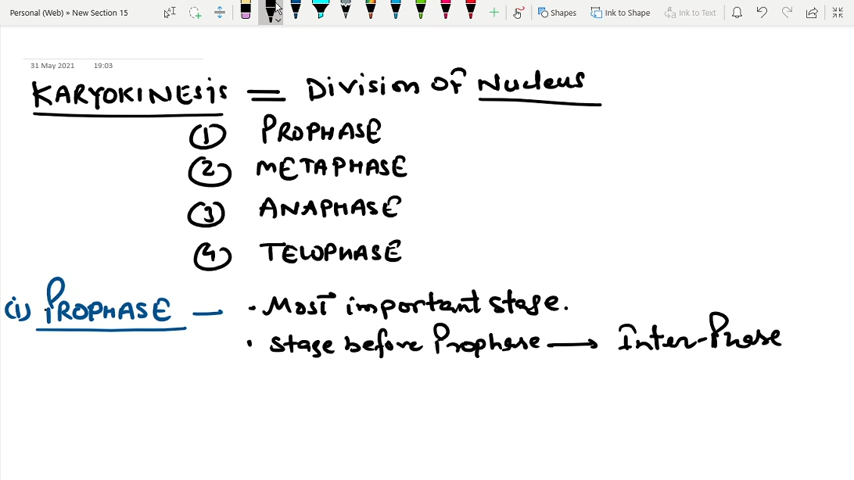 Personal (Web) » New Section 15
Shapes
Ink to Shape
Ink to Text
31 May 2021 19:03
KARYOKINESIS = Division of Nucleus
① PROPHASE
② METAPHASE
③ ANAPHASE
④ TELOPHASE
(i) PROPHASE — · Most important stage.
· Stage before Prophase → Inter-Phase